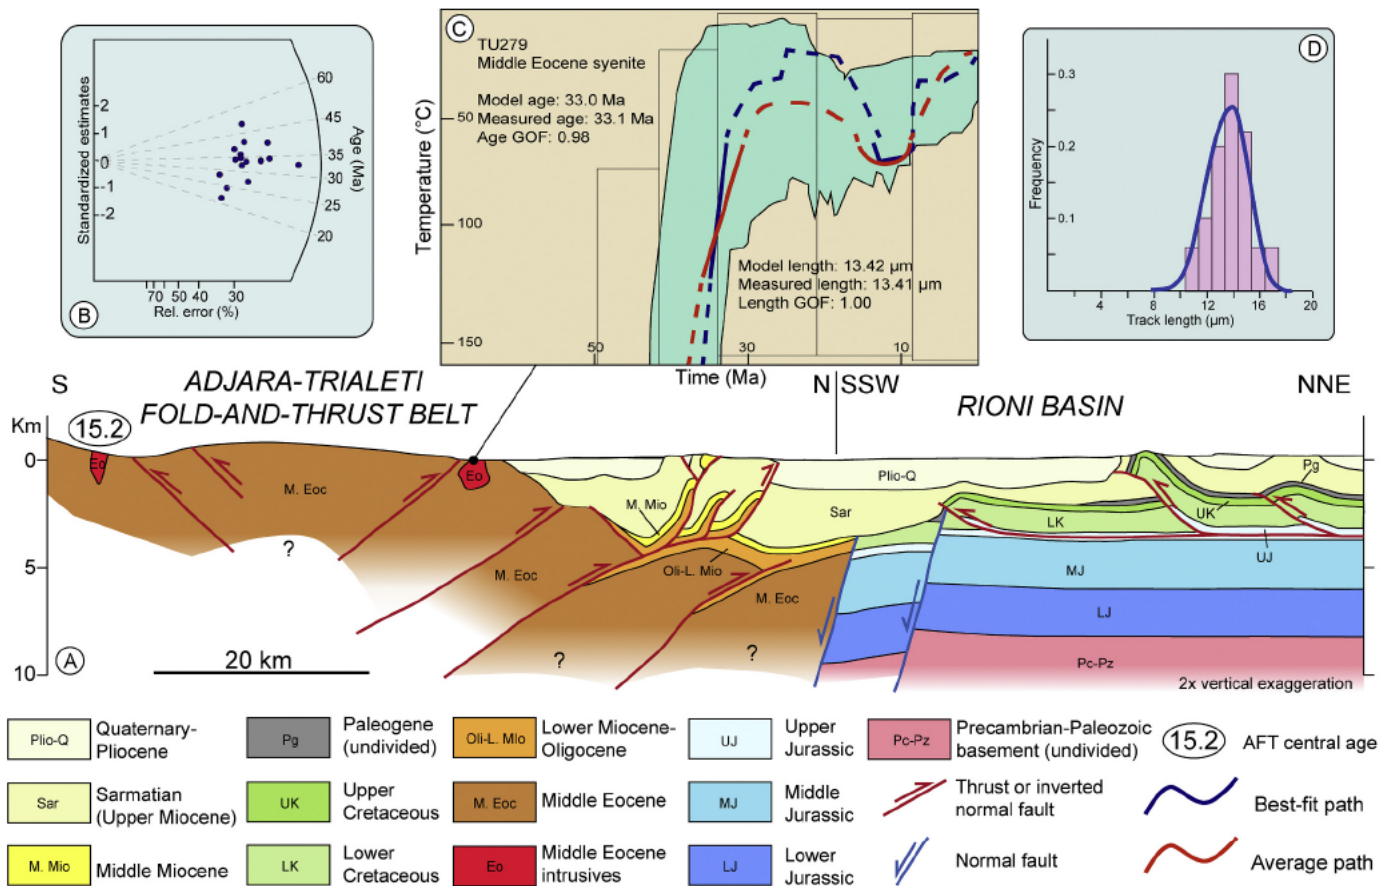 Standardized estimates
2
1
0
-1
-2
60
45
35
30
25
20
Age (Ma)
70 50 40 30
Rel. error (%)
B
C
TU279
Middle Eocene syenite
Model age: 33.0 Ma
Measured age: 33.1 Ma
Age GOF: 0.98
Temperature (°C)
50
100
150
Model length: 13.42 µm
Measured length: 13.41 µm
Length GOF: 1.00
50
30
10
Time (Ma)
D
Frequency
0.3
0.2
0.1
4 8 12 16 20
Track length (µm)
S
ADJARA-TRIALETI
FOLD-AND-THRUST BELT
N
SSW
RIONI BASIN
NNE
Km
15.2
0
5
10
Eo
M. Eoc
Eo
?
M. Eoc
M. Mio
Oli-L. Mio
M. Eoc
?
?
Plio-Q
Sar
LK
UK
Pg
UJ
MJ
LJ
Pc-Pz
A
20 km
2x vertical exaggeration
Plio-Q
Quaternary-
Pliocene
Sar
Sarmatian
(Upper Miocene)
M. Mio
Middle Miocene
Pg
Paleogene
(undivided)
UK
Upper
Cretaceous
LK
Lower
Cretaceous
Oli-L. Mio
Lower Miocene-
Oligocene
M. Eoc
Middle Eocene
Eo
Middle Eocene
intrusives
UJ
Upper
Jurassic
MJ
Middle
Jurassic
LJ
Lower
Jurassic
Pc-Pz
Precambrian-Paleozoic
basement (undivided)
Thrust or inverted
normal fault
Normal fault
15.2
AFT central age
Best-fit path
Average path